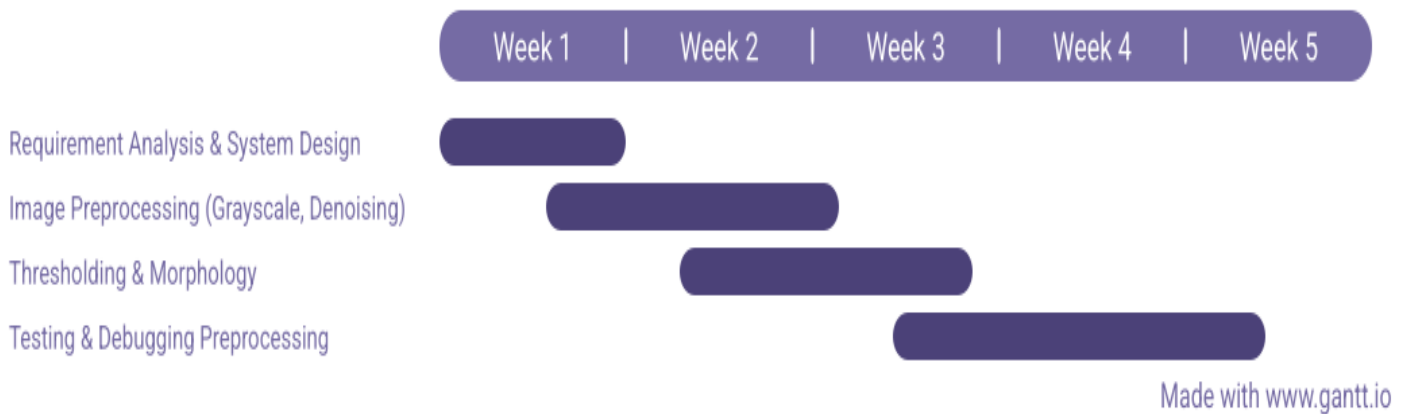 Week 1 | Week 2 | Week 3 | Week 4 | Week 5
Requirement Analysis & System Design
Image Preprocessing (Grayscale, Denoising)
Thresholding & Morphology
Testing & Debugging Preprocessing
Made with www.gantt.io